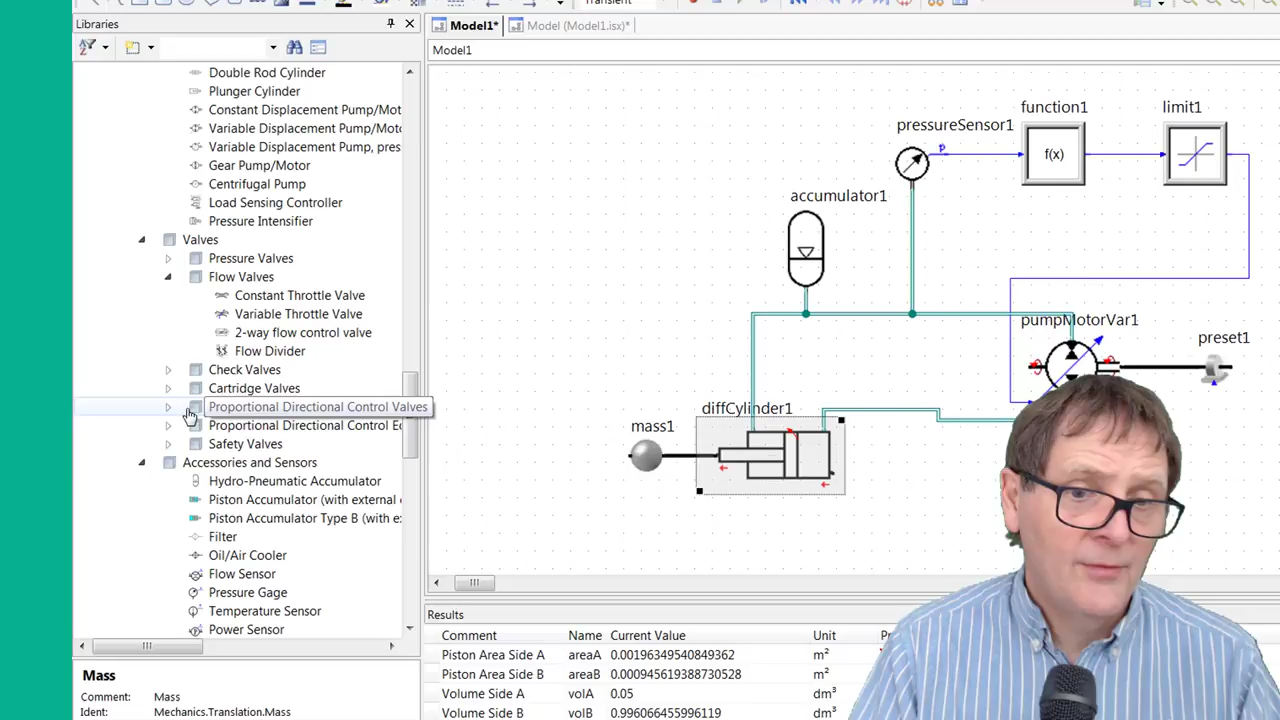 Transient
Libraries
Model1*
Model (Model1.isx)*
Model1
Double Rod Cylinder
Plunger Cylinder
Constant Displacement Pump/Mot
Variable Displacement Pump/Mot
Variable Displacement Pump, pres
Gear Pump/Motor
Centrifugal Pump
Load Sensing Controller
Pressure Intensifier
Valves
Pressure Valves
Flow Valves
Constant Throttle Valve
Variable Throttle Valve
2-way flow control valve
Flow Divider
Check Valves
Cartridge Valves
Proportional Directional Control Valves
Proportional Directional Control Ec
Safety Valves
Accessories and Sensors
Hydro-Pneumatic Accumulator
Piston Accumulator (with external
Piston Accumulator Type B (with ex
Filter
Oil/Air Cooler
Flow Sensor
Pressure Gage
Temperature Sensor
Power Sensor
Mass
Comment: Mass
Ident: Mechanics.Translation.Mass
function1
limit1
pressureSensor1
p
f(x)
accumulator1
pumpMotorVar1
preset1
diffCylinder1
mass1
Results
Comment Name Current Value Unit
Piston Area Side A areaA 0.00196349540849362 m²
Piston Area Side B areaB 0.000945619388730528 m²
Volume Side A volA 0.05 dm³
Volume Side B volB 0.996066455996119 dm³